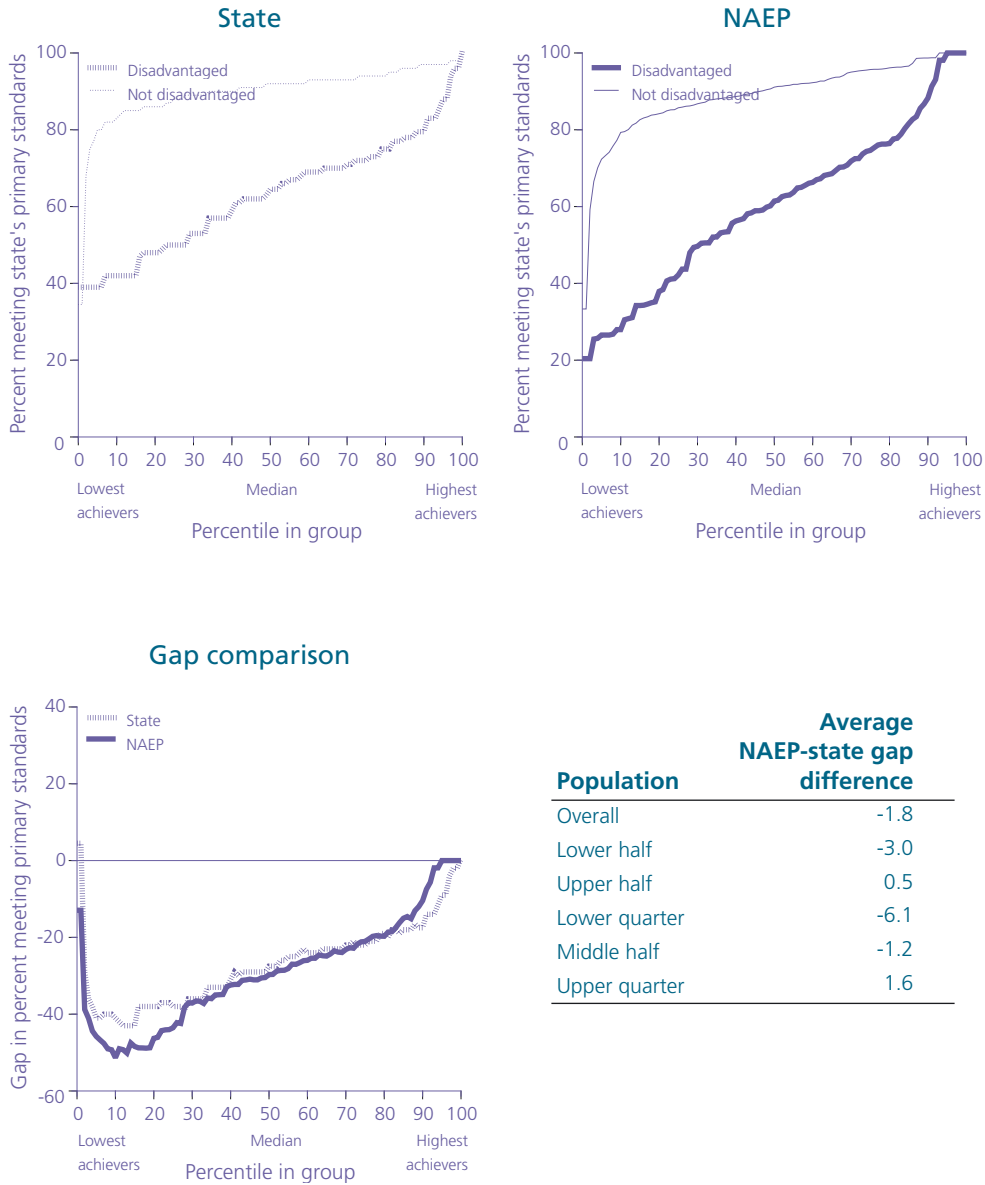 State
Percent meeting state's primary standards
100
80
60
40
20
0
Disadvantaged
Not disadvantaged
0 10 20 30 40 50 60 70 80 90 100
Lowest achievers
Median
Highest achievers
Percentile in group
NAEP
Percent meeting state's primary standards
100
80
60
40
20
0
Disadvantaged
Not disadvantaged
0 10 20 30 40 50 60 70 80 90 100
Lowest achievers
Median
Highest achievers
Percentile in group
Gap comparison
Gap in percent meeting primary standards
40
20
0
-20
-40
-60
State
NAEP
0 10 20 30 40 50 60 70 80 90 100
Lowest achievers
Median
Highest achievers
Percentile in group
Average
NAEP-state gap
Population difference
Overall -1.8
Lower half -3.0
Upper half 0.5
Lower quarter -6.1
Middle half -1.2
Upper quarter 1.6